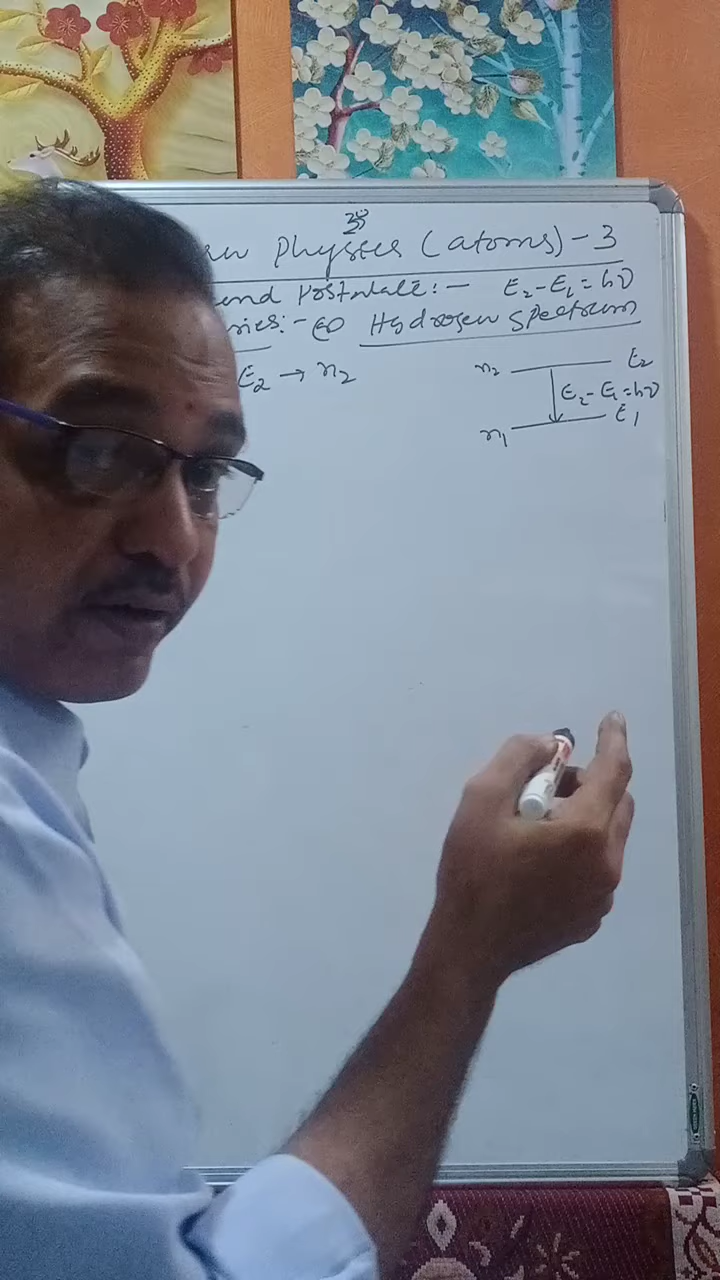 Physics (atoms) - 3
Postulate: - E₂ - E₁ = hν
Hydrogen Spectrum
E₂ → n₂
n₂ E₂
E₂ - E₁ = hν
E₁
n₁